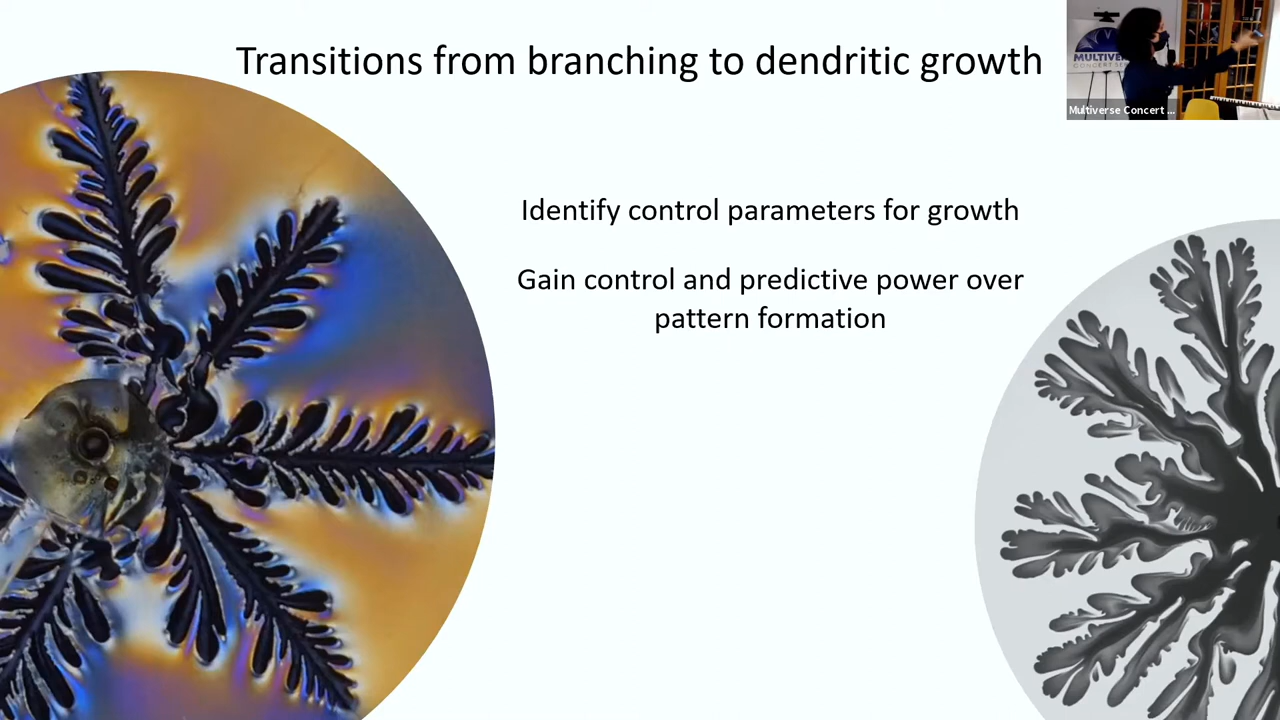 Transitions from branching to dendritic growth
Identify control parameters for growth
Gain control and predictive power over
pattern formation
MULTIVE
Multiverse Concert ...